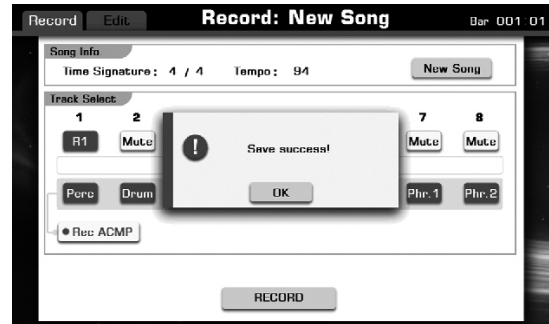 Record Edit Record: New Song Bar 001:01
Song Info
Time Signature: 4 / 4 Tempo: 94 New Song
Track Select
1 2 7 8
R1 Mute Mute Mute
Save success!
Perc Drum OK Phr.1 Phr.2
Rec ACMP
RECORD